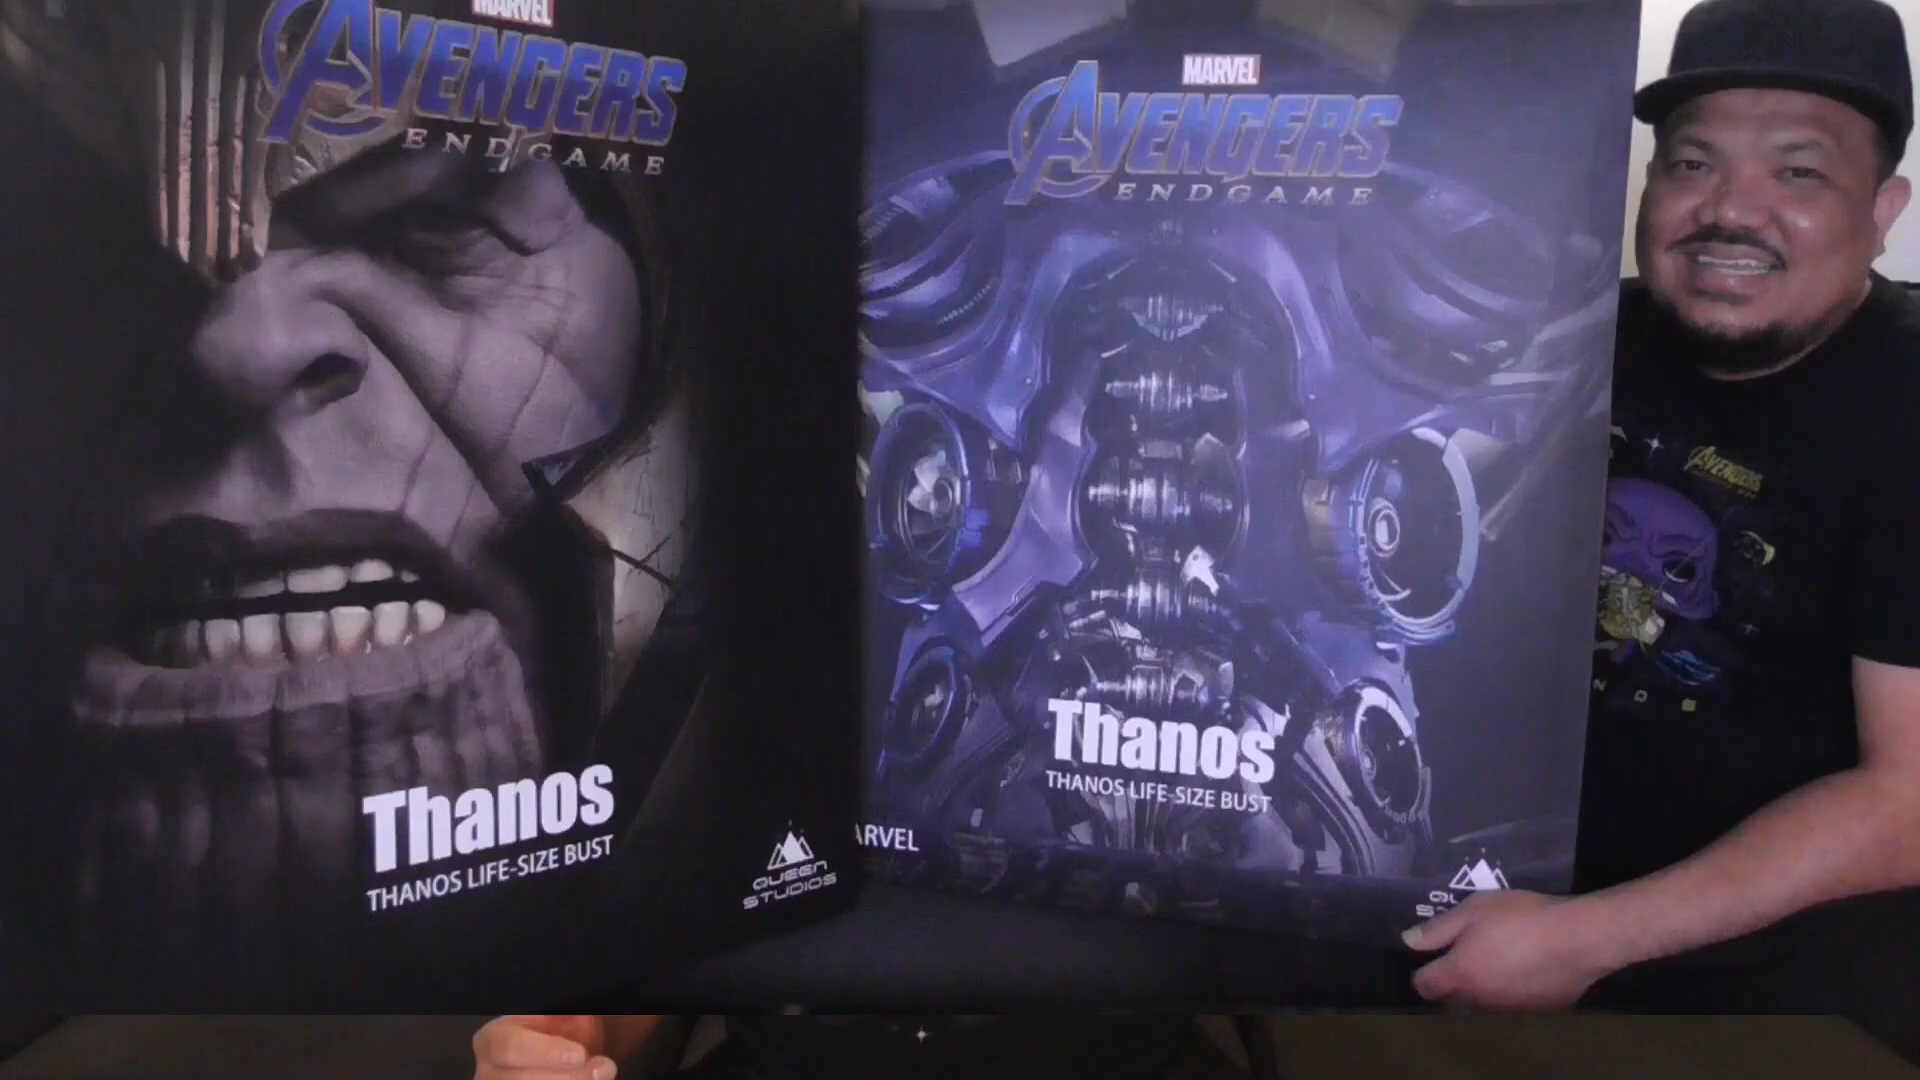 MARVEL
AVENGERS
ENDGAME
Thanos
THANOS LIFE-SIZE BUST
QUEEN
STUDIOS
MARVEL
AVENGERS
ENDGAME
Thanos
THANOS LIFE-SIZE BUST
ARVEL
AVENGERS